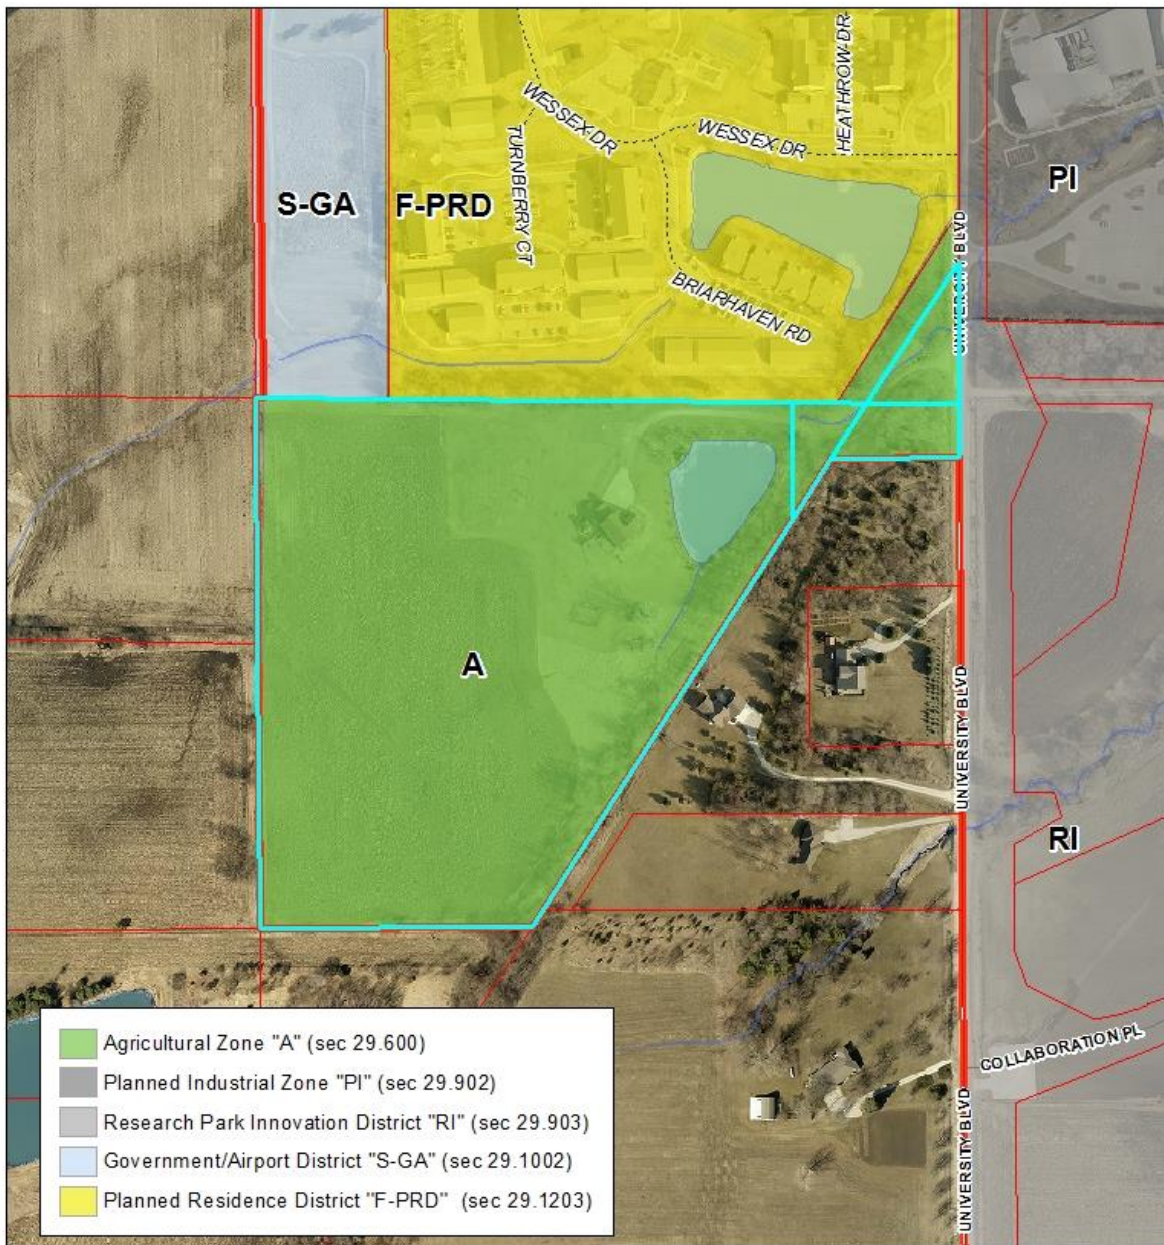 HEATHROW DR
WESSEX DR
WESSEX DR
TURNBERRY CT
S-GA
F-PRD
PI
UNIVERSITY BLVD
BRIARHAVEN RD
A
UNIVERSITY BLVD
RI
COLLABORATION PL
UNIVERSITY BLVD
Agricultural Zone "A" (sec 29.600)
Planned Industrial Zone "PI" (sec 29.902)
Research Park Innovation District "RI" (sec 29.903)
Government/Airport District "S-GA" (sec 29.1002)
Planned Residence District "F-PRD" (sec 29.1203)